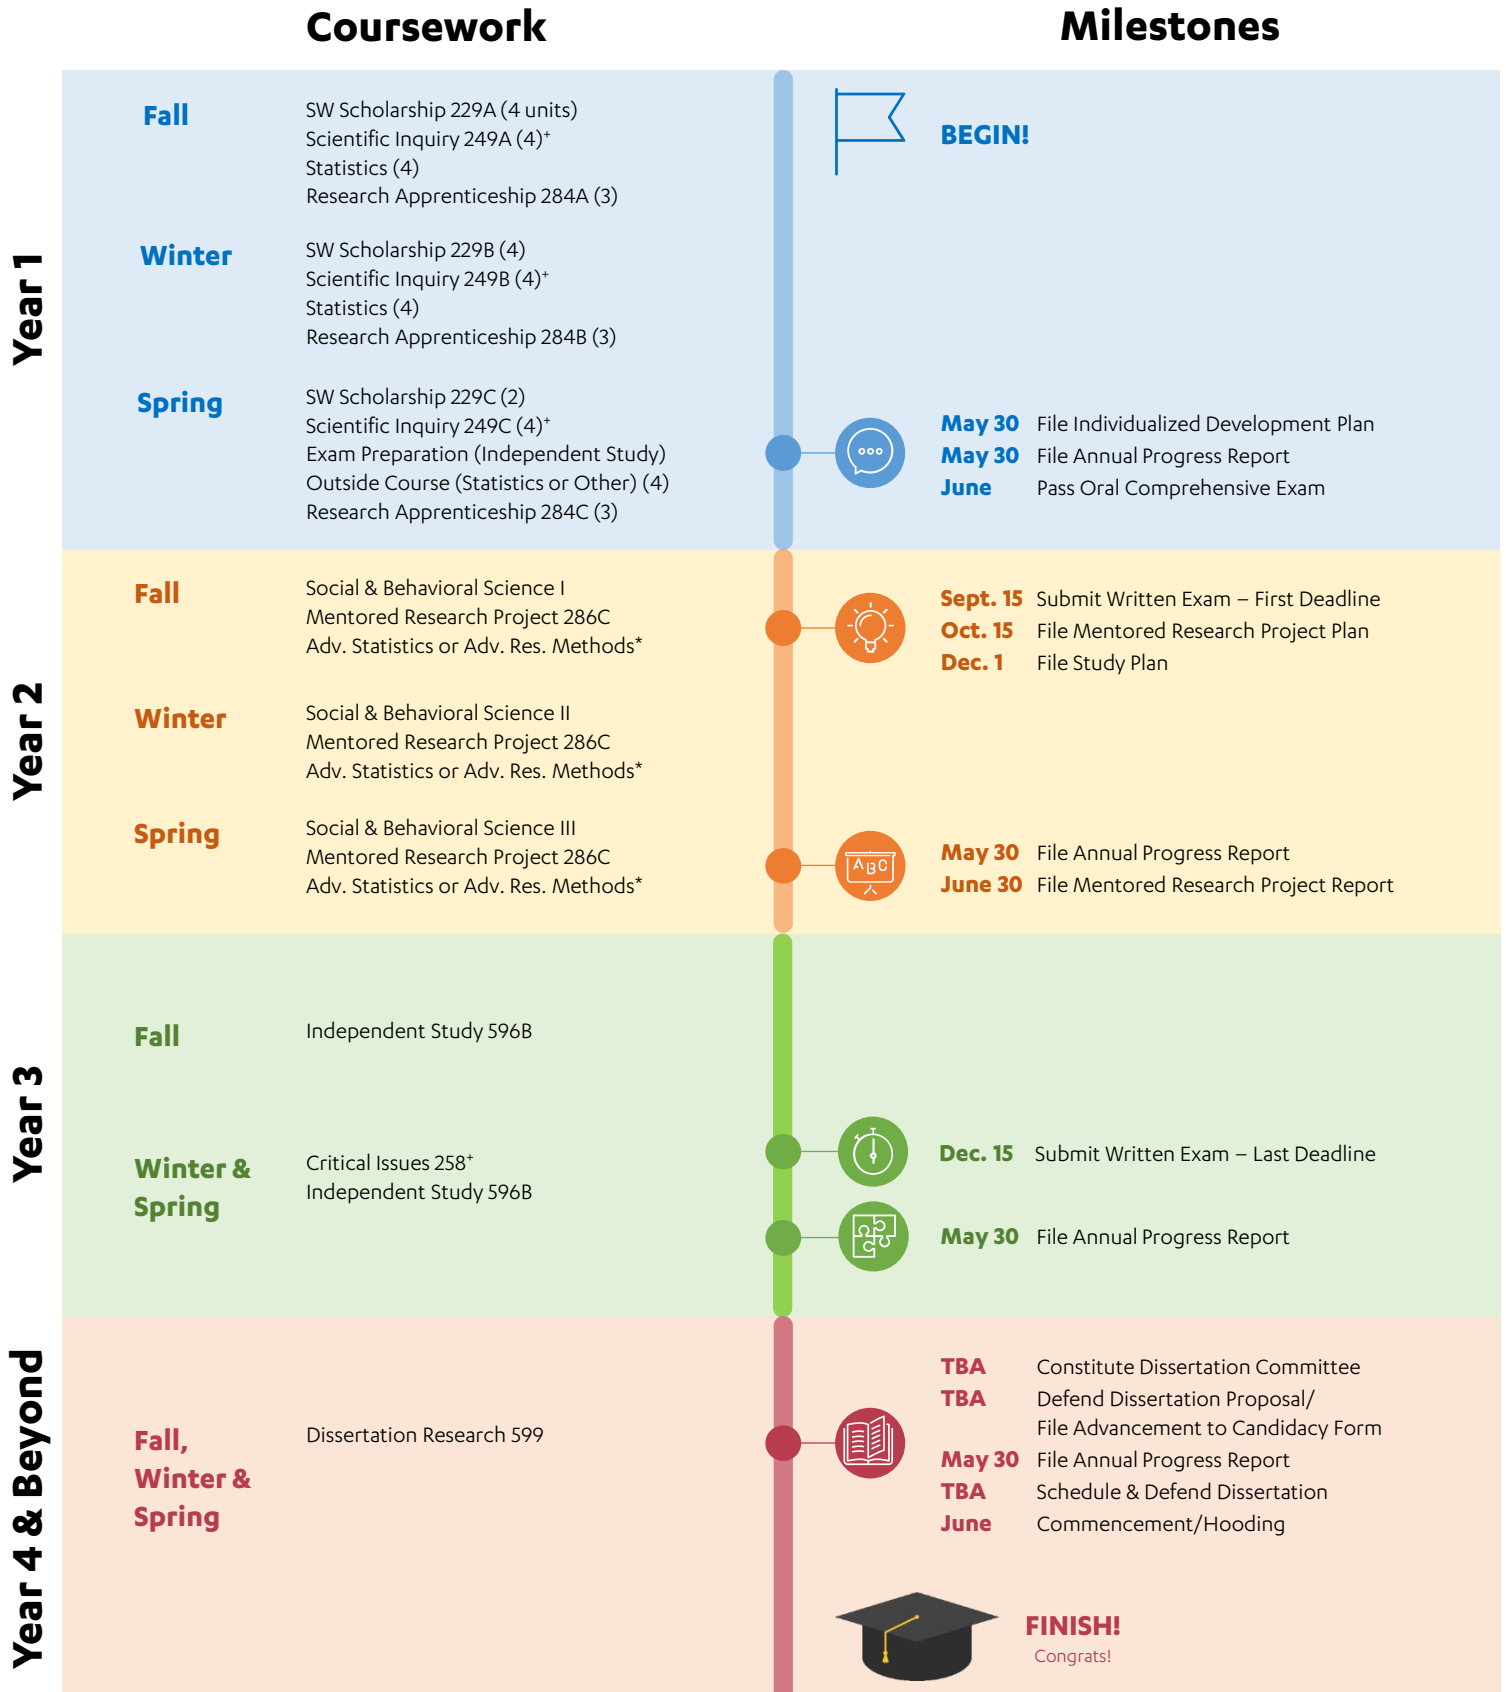 Coursework
Milestones
Year 1
Fall
SW Scholarship 229A (4 units)
Scientific Inquiry 249A (4)+
Statistics (4)
Research Apprenticeship 284A (3)
BEGIN!
Winter
SW Scholarship 229B (4)
Scientific Inquiry 249B (4)+
Statistics (4)
Research Apprenticeship 284B (3)
Spring
SW Scholarship 229C (2)
Scientific Inquiry 249C (4)+
Exam Preparation (Independent Study)
Outside Course (Statistics or Other) (4)
Research Apprenticeship 284C (3)
May 30 File Individualized Development Plan
May 30 File Annual Progress Report
June Pass Oral Comprehensive Exam
Year 2
Fall
Social & Behavioral Science I
Mentored Research Project 286C
Adv. Statistics or Adv. Res. Methods*
Sept. 15 Submit Written Exam – First Deadline
Oct. 15 File Mentored Research Project Plan
Dec. 1 File Study Plan
Winter
Social & Behavioral Science II
Mentored Research Project 286C
Adv. Statistics or Adv. Res. Methods*
Spring
Social & Behavioral Science III
Mentored Research Project 286C
Adv. Statistics or Adv. Res. Methods*
ABC
May 30 File Annual Progress Report
June 30 File Mentored Research Project Report
Year 3
Fall
Independent Study 596B
Winter &
Spring
Critical Issues 258+
Independent Study 596B
Dec. 15 Submit Written Exam – Last Deadline
May 30 File Annual Progress Report
Year 4 & Beyond
Fall,
Winter &
Spring
Dissertation Research 599
TBA Constitute Dissertation Committee
TBA Defend Dissertation Proposal/
File Advancement to Candidacy Form
May 30 File Annual Progress Report
TBA Schedule & Defend Dissertation
June Commencement/Hooding
FINISH!
Congrats!